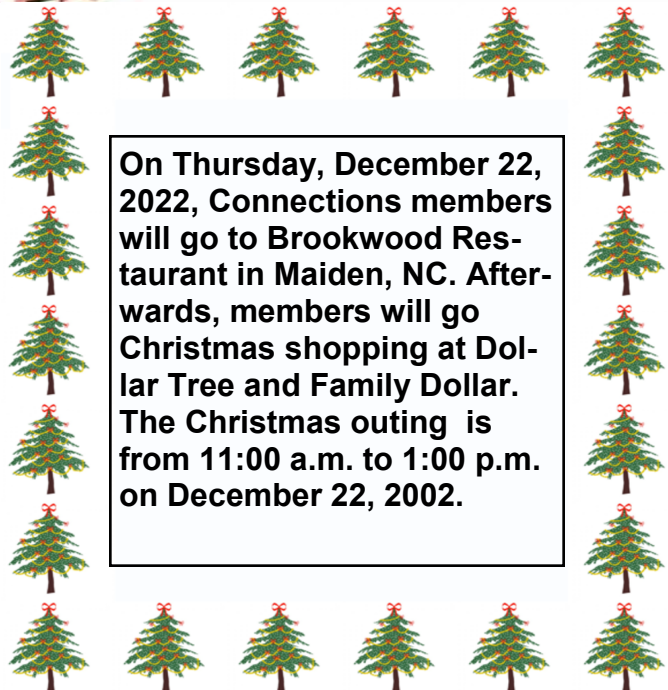 On Thursday, December 22,
2022, Connections members
will go to Brookwood Res-
taurant in Maiden, NC. After-
wards, members will go
Christmas shopping at Dol-
lar Tree and Family Dollar.
The Christmas outing  is
from 11:00 a.m. to 1:00 p.m.
on December 22, 2002.